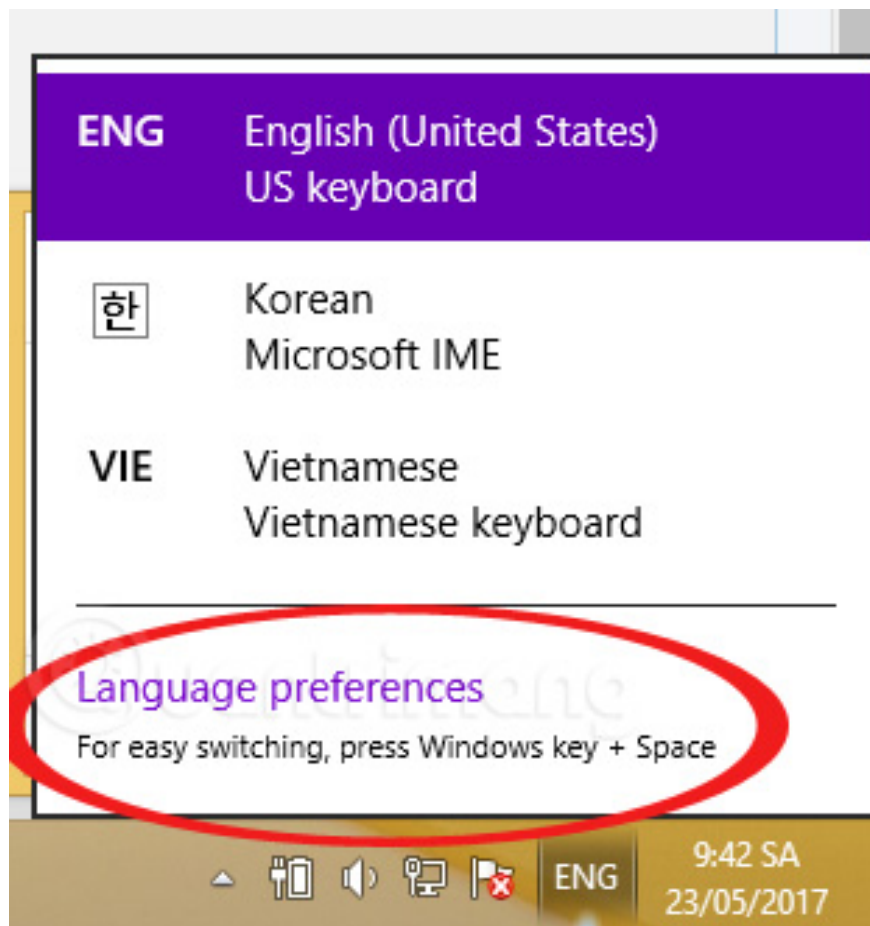 ENG
English (United States)
US keyboard
한
Korean
Microsoft IME
VIE
Vietnamese
Vietnamese keyboard
Quantrimang
Language preferences
For easy switching, press Windows key + Space
ENG
9:42 SA
23/05/2017